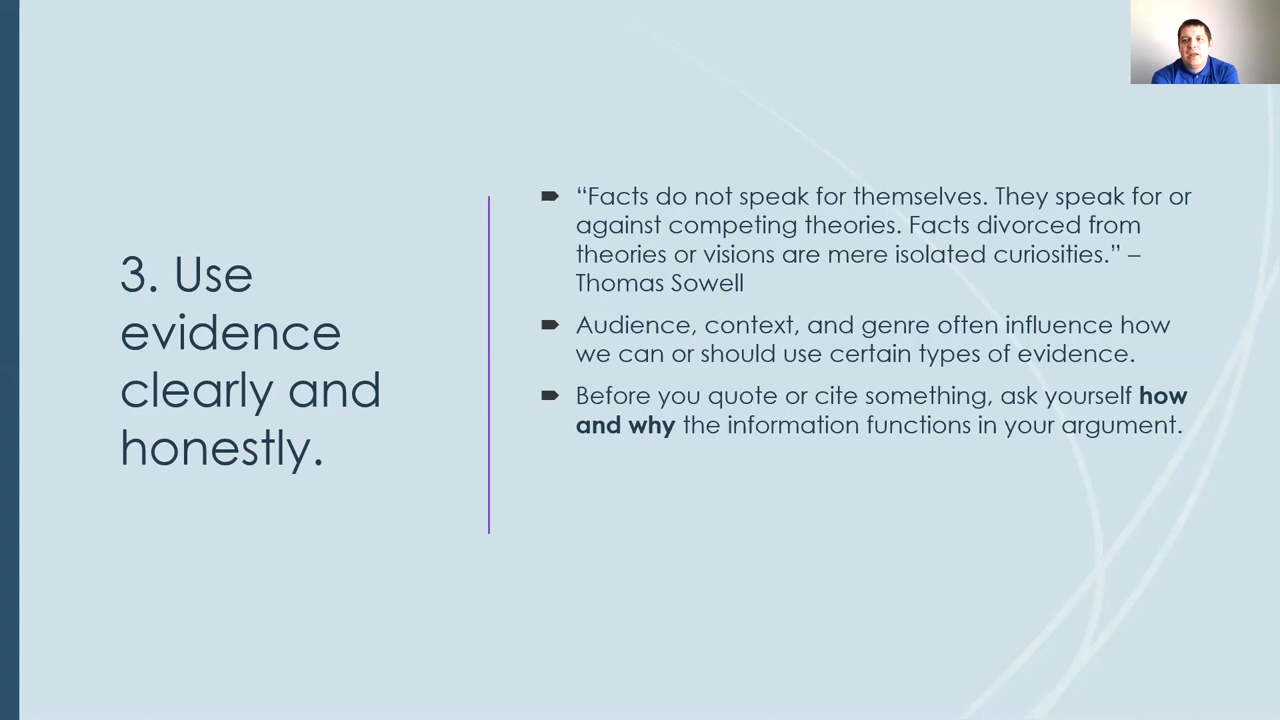 3. Use
evidence
clearly and
honestly.
“Facts do not speak for themselves. They speak for or
against competing theories. Facts divorced from
theories or visions are mere isolated curiosities.” –
Thomas Sowell
Audience, context, and genre often influence how
we can or should use certain types of evidence.
Before you quote or cite something, ask yourself how
and why the information functions in your argument.